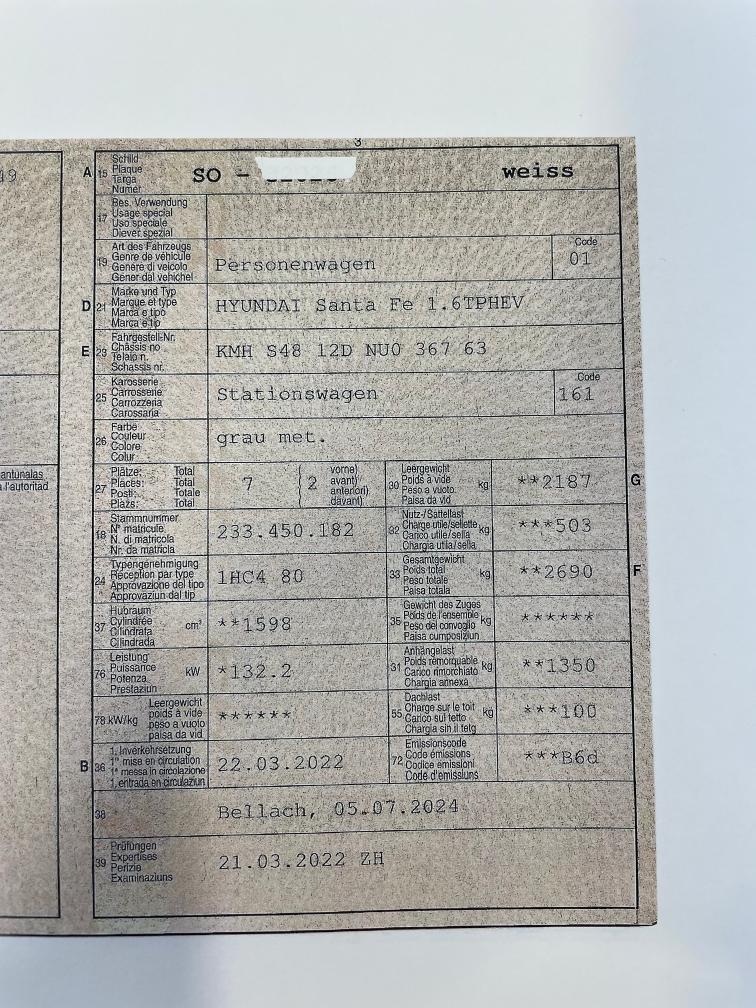 49
3
A 15 Schild
Plaque
Targa
Numer
SO - weiss
17 Bes. Verwendung
Usage spécial
Uso speciale
Diever spezial
19 Art des Fahrzeugs
Genre de véhicule
Genere di veicolo
Gener dal vehichel
Personenwagen
Code
01
D 21 Marke und Typ
Marque et type
Marca e tipo
Marca e tip
HYUNDAI Santa Fe 1.6TPHEV
E 23 Fahrgestell-Nr.
Châssis no
Telaio n.
Schassis nr.
KMH S48 12D NU0 367 63
25 Karosserie
Carrosserie
Carrozzeria
Carossaria
Stationswagen
Code
161
26 Farbe
Couleur
Colore
Colur
grau met.
27 Plätze: Total
Places: Total
Posti: Totale
Plazs: Total
7
( 2 vorne)
avant)
anteriori)
davant)
30 Leergewicht
Poids à vide
Peso a vuoto
Paisa da vid
kg
**2187
G
18 Stammnummer
N° matricule
N. di matricola
Nr. da matricla
233.450.182
32 Nutz-/Sattellast
Charge utile/sellette
Carico utile/sella
Chargia utila/sella
kg
***503
24 Typengenehmigung
Réception par type
Approvazione del tipo
Approvaziun dal tip
1HC4 80
33 Gesamtgewicht
Poids total
Peso totale
Paisa totala
kg
**2690
F
37 Hubraum
Cylindrée
Cilindrata
Cilindrada
cm³
**1598
35 Gewicht des Zuges
Poids de l'ensemble
Peso del convoglio
Paisa cumposiziun
kg
******
76 Leistung
Puissance
Potenza
Prestaziun
kW
*132.2
31 Anhängelast
Poids remorquable
Carico rimorchiato
Chargia annexa
kg
**1350
78 kW/kg Leergewicht
poids à vide
peso a vuoto
paisa da vid
******
55 Dachlast
Charge sur le toit
Carico sul tetto
Chargia sin il tetg
kg
***100
B 36 1. Inverkehrsetzung
1re mise en circulation
1a messa in circolazione
1. entrada en circulaziun
22.03.2022
72 Emissionscode
Code émissions
Codice emissioni
Code d'emissiuns
***B6d
38
Bellach, 05.07.2024
39 Prüfungen
Expertises
Perizie
Examinaziuns
21.03.2022 ZH